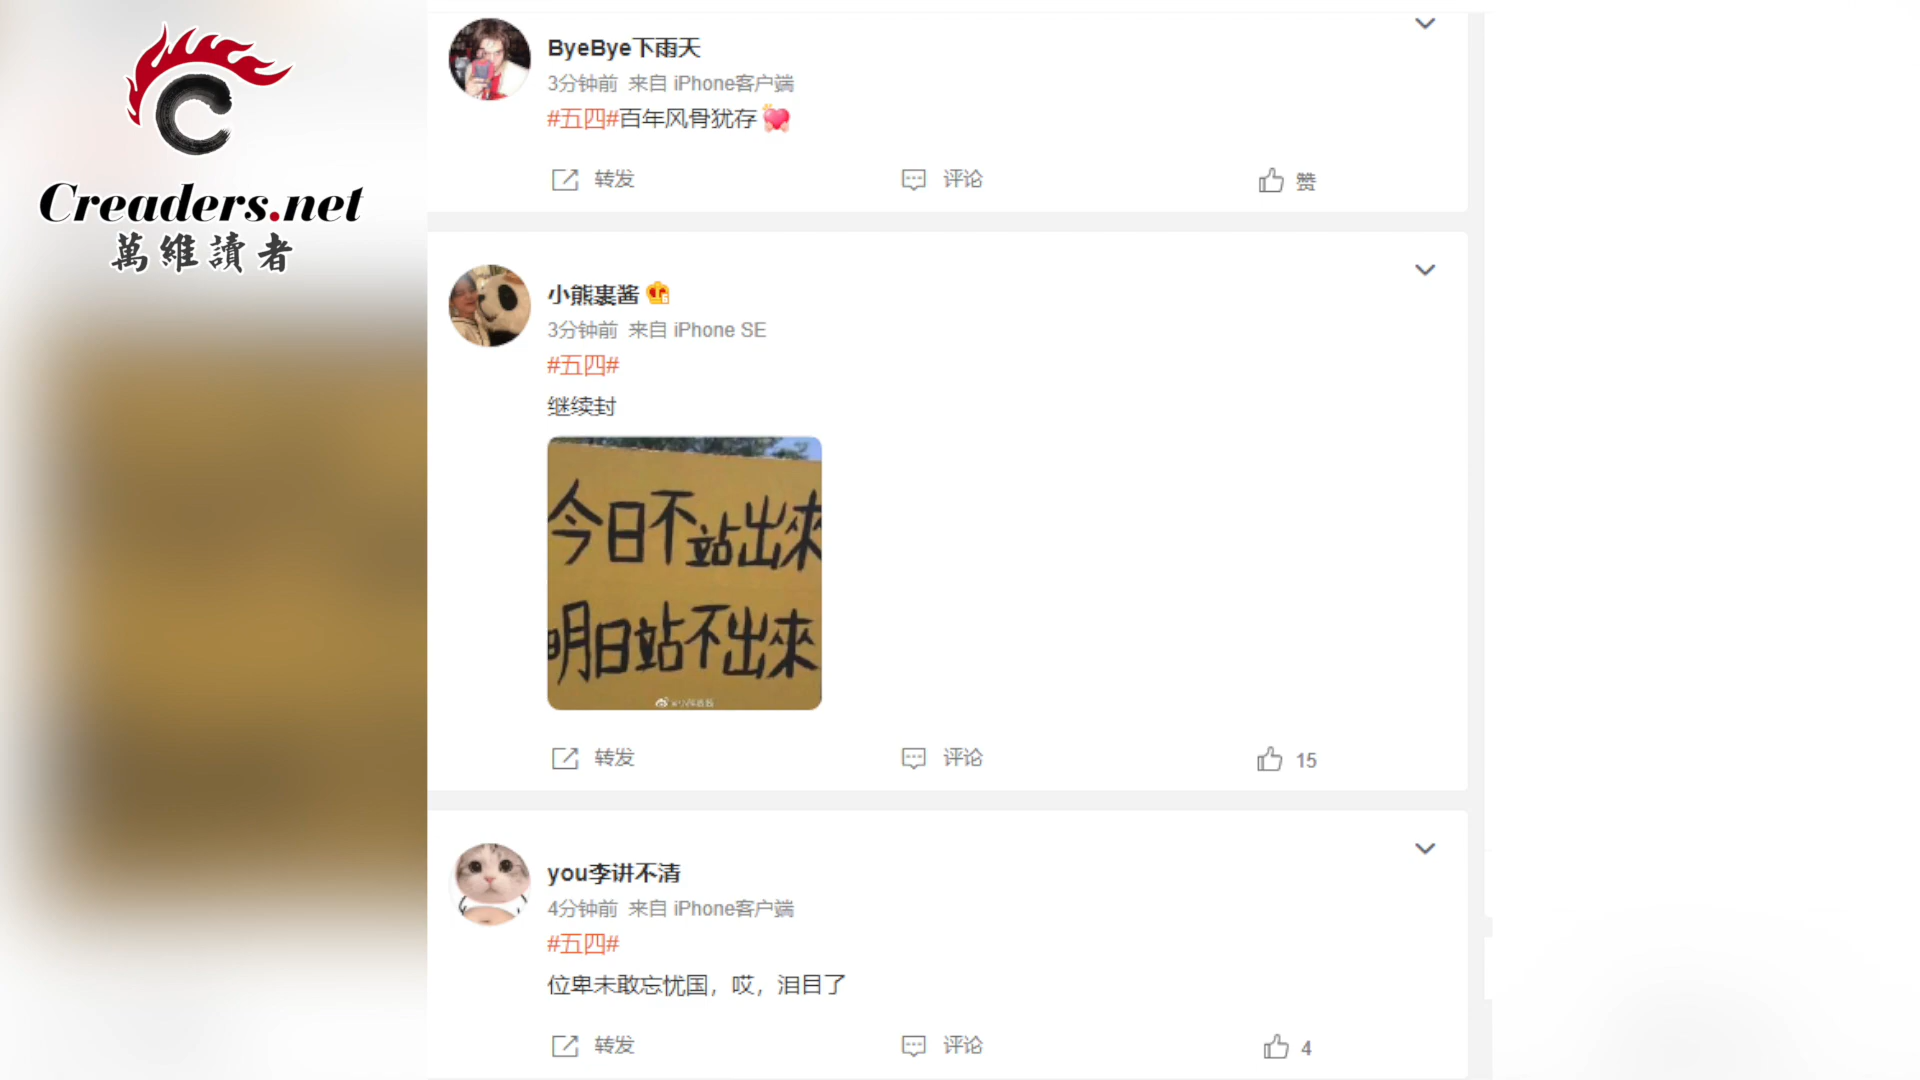 Creaders.net
萬維讀者
ByeBye下雨天
3分钟前 来自 iPhone客户端
#五四#百年风骨犹存
转发 评论 赞
小熊裹酱
3分钟前 来自 iPhone SE
#五四#
继续封
今日不站出來
明日站不出來
转发 评论 15
you李讲不清
4分钟前 来自 iPhone客户端
#五四#
位卑未敢忘忧国，哎，泪目了
转发 评论 4